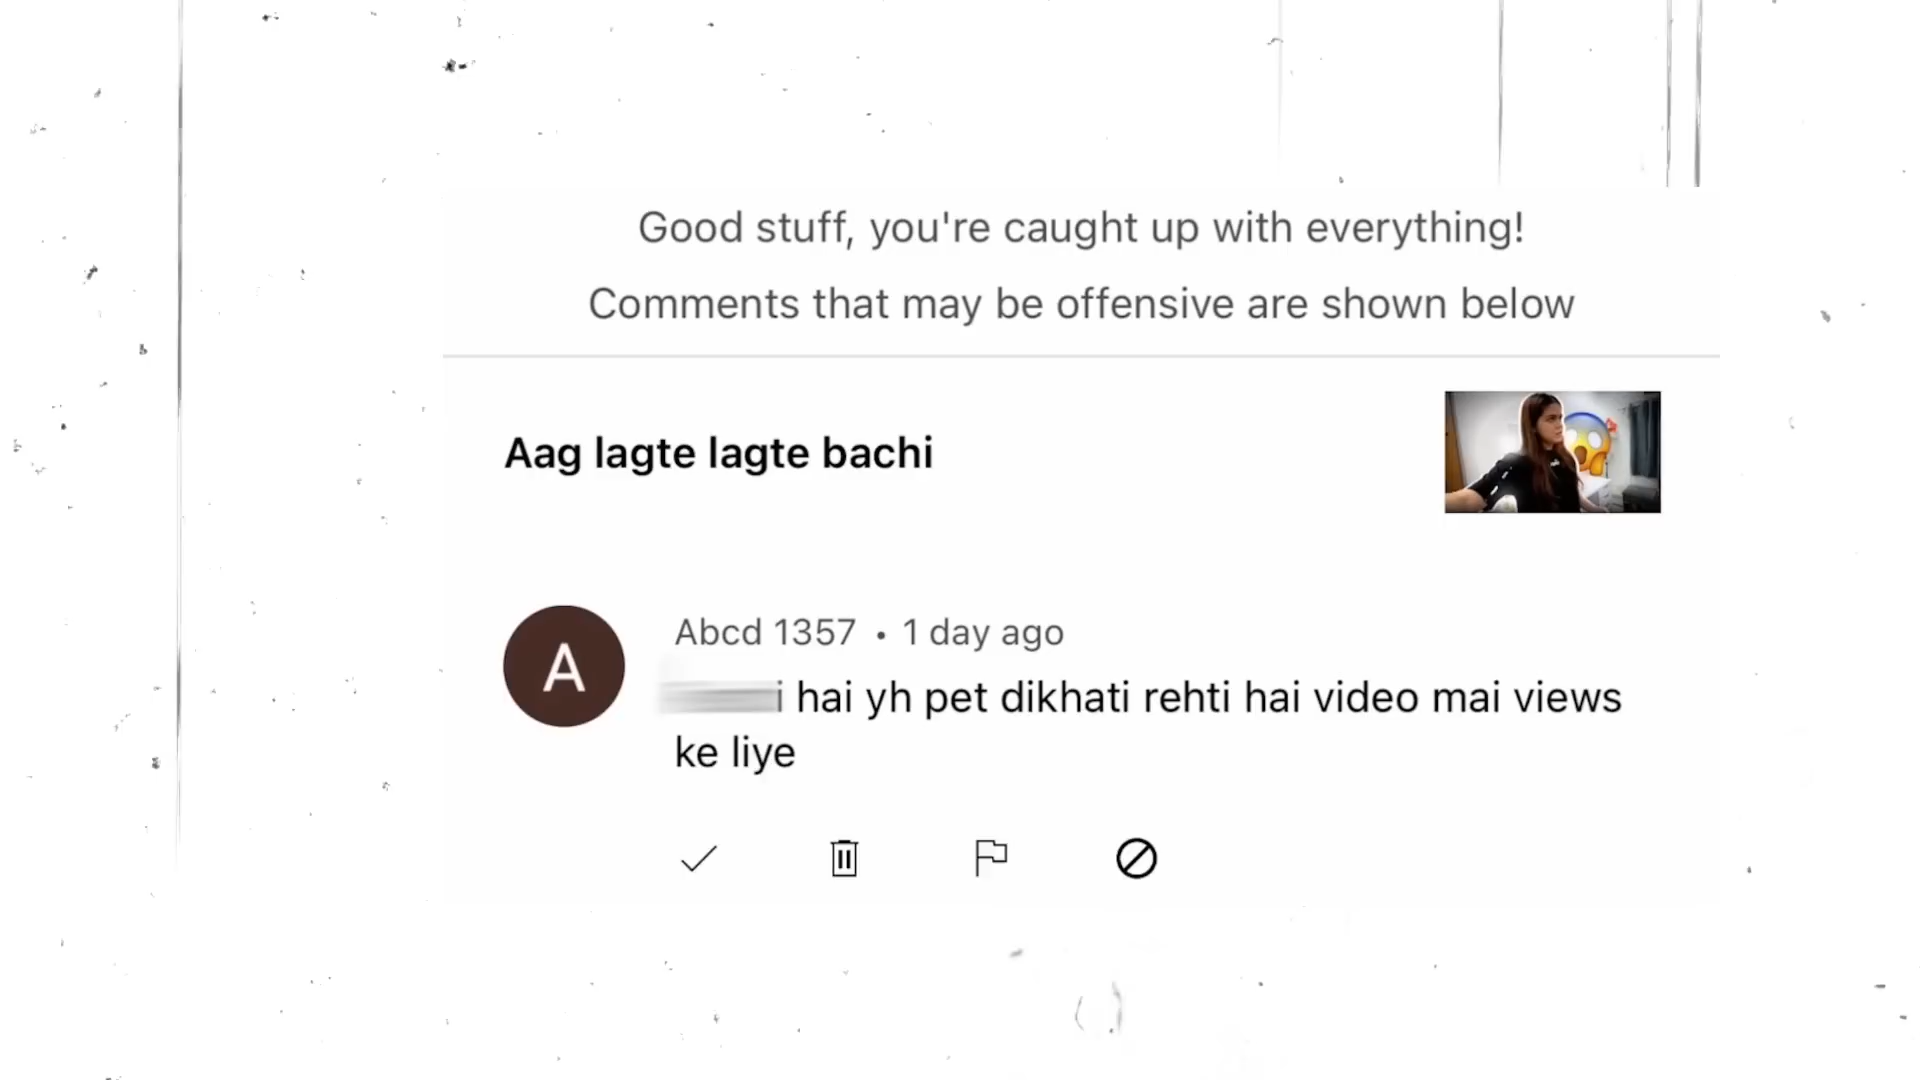 Good stuff, you're caught up with everything!
Comments that may be offensive are shown below
Aag lagte lagte bachi
A
Abcd 1357 • 1 day ago
hai yh pet dikhati rehti hai video mai views
ke liye